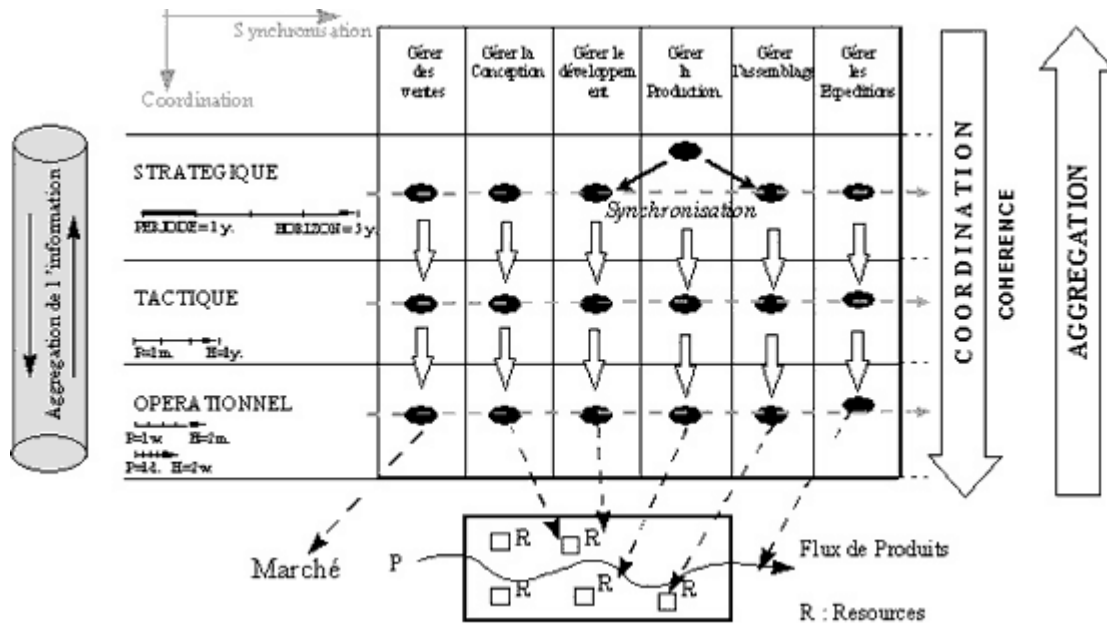 Synchronisation
Coordination
Gérer
des
ventes
Gérer la
Conception
Gérer le
développem
ent
Gérer
la
Production.
Gérer
l'assemblage
Gérer
les
Expeditions
STRATEGIQUE
Synchronisation
PERIODE=1y. HORIZON=5y.
TACTIQUE
P=1m. H=1y.
OPERATIONNEL
P=1w. H=2m.
P=1d. H=2w.
Aggregation de l'information
COORDINATION
COHERENCE
AGGREGATION
Marché
P
R
R
R
R
R
Flux de Produits
R : Resources